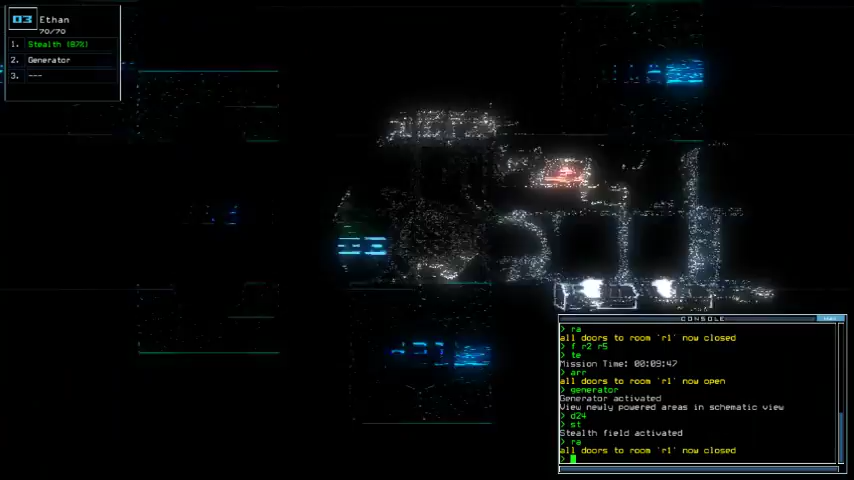 03 Ethan
70/70
1. Stealth (87%)
2. Generator
3. ---
CONSOLE
> ra
all doors to room 'r1' now closed
> f r2 r5
> te
Mission Time: 00:09:47
> arr
all doors to room 'r1' now open
> generator
Generator activated
View newly powered areas in schematic view
> d24
> st
Stealth field activated
> ra
all doors to room 'r1' now closed
>